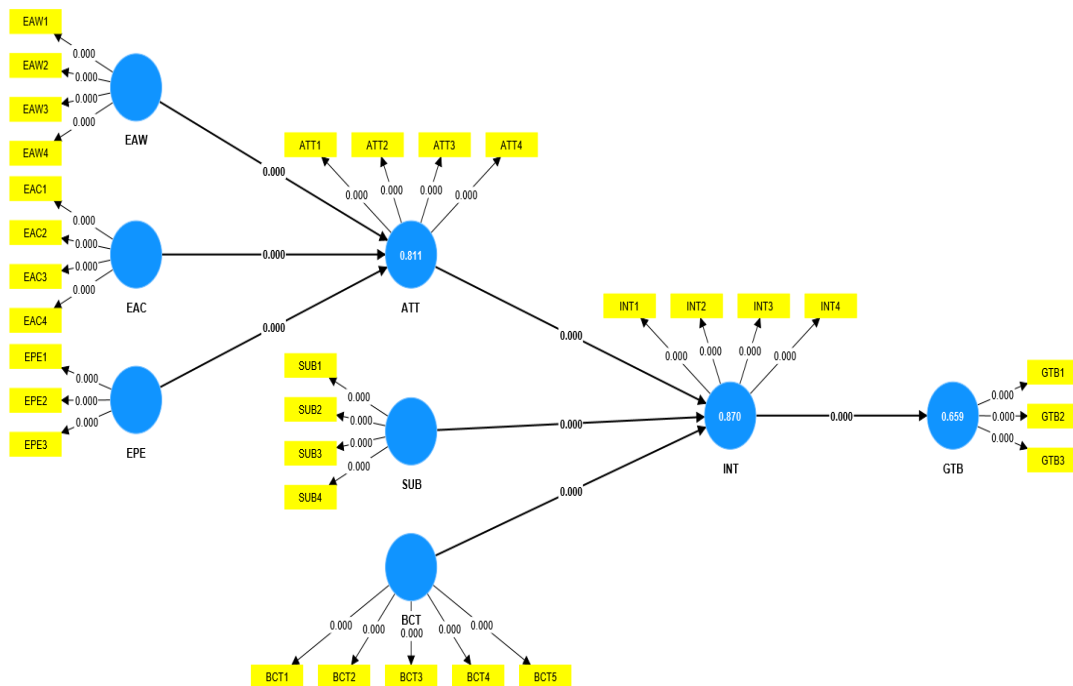 EAW1
0.000
EAW2
0.000
EAW3
0.000
EAW4
0.000
EAW
EAC1
0.000
EAC2
0.000
EAC3
0.000
EAC4
0.000
EAC
EPE1
0.000
EPE2
0.000
EPE3
0.000
EPE
0.000
0.000
0.000
ATT1
ATT2
ATT3
ATT4
0.000
0.000
0.000
0.000
0.811
ATT
SUB1
0.000
SUB2
0.000
SUB3
0.000
SUB4
0.000
SUB
BCT
0.000
0.000
0.000
0.000
0.000
BCT1
BCT2
BCT3
BCT4
BCT5
0.000
0.000
0.000
INT1
INT2
INT3
INT4
0.000
0.000
0.000
0.000
0.870
INT
0.000
0.659
GTB
0.000
0.000
0.000
GTB1
GTB2
GTB3